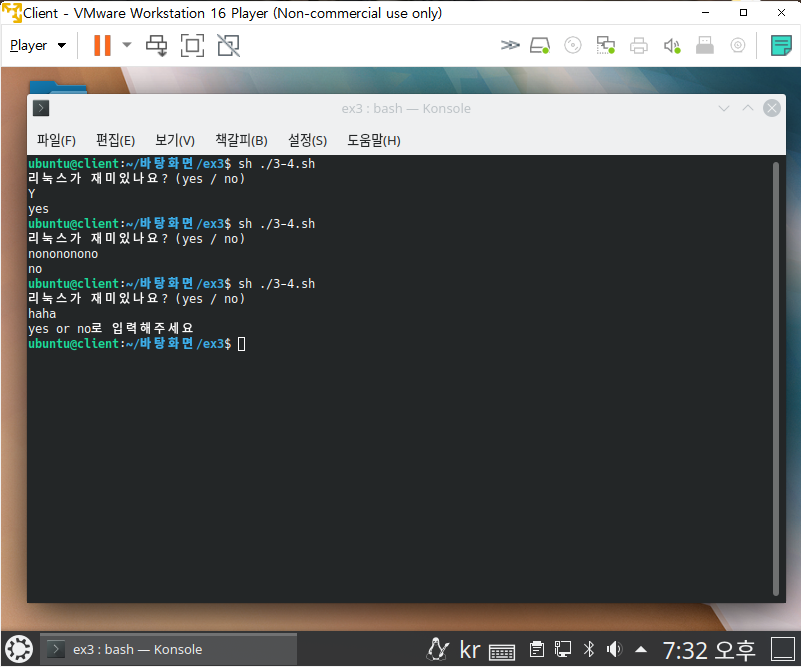 Client - VMware Workstation 16 Player (Non-commercial use only)
Player
ex3 : bash — Konsole
파일(F) 편집(E) 보기(V) 책갈피(B) 설정(S) 도움말(H)
ubuntu@client:~/바탕화면/ex3$ sh ./3-4.sh
리눅스가 재미있나요? (yes / no)
Y
yes
ubuntu@client:~/바탕화면/ex3$ sh ./3-4.sh
리눅스가 재미있나요? (yes / no)
nonononono
no
ubuntu@client:~/바탕화면/ex3$ sh ./3-4.sh
리눅스가 재미있나요? (yes / no)
haha
yes or no로 입력해주세요
ubuntu@client:~/바탕화면/ex3$
ex3 : bash — Konsole
kr
7:32 오후